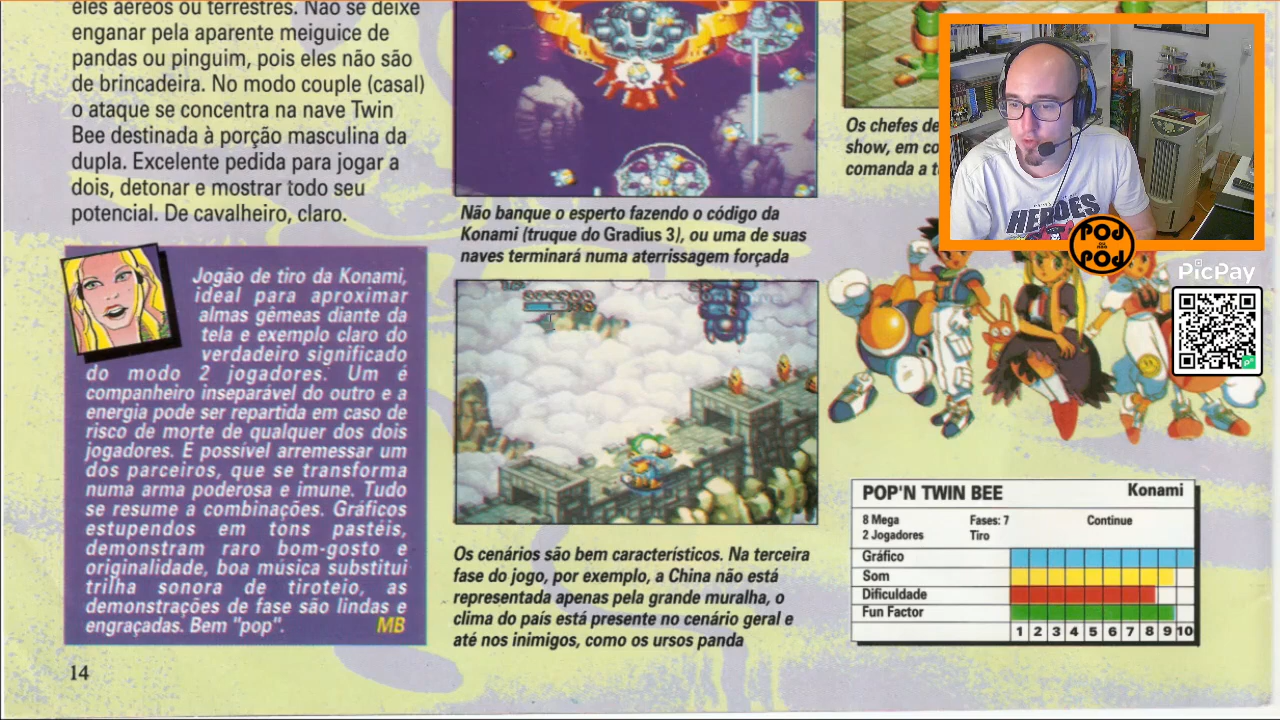 eles aéreos ou terrestres. Não se deixe
enganar pela aparente meiguice de
pandas ou pinguim, pois eles não são
de brincadeira. No modo couple (casal)
o ataque se concentra na nave Twin
Bee destinada à porção masculina da
dupla. Excelente pedida para jogar a
dois, detonar e mostrar todo seu
potencial. De cavalheiro, claro.
Jogão de tiro da Konami,
ideal para aproximar
almas gêmeas diante da
tela e exemplo claro do
verdadeiro significado
do modo 2 jogadores. Um é
companheiro inseparável do outro e a
energia pode ser repartida em caso de
risco de morte de qualquer dos dois
jogadores. É possível arremessar um
dos parceiros, que se transforma
numa arma poderosa e imune. Tudo
se resume a combinações. Gráficos
estupendos em tons pastéis,
demonstram raro bom-gosto e
originalidade, boa música substitui
trilha sonora de tiroteio, as
demonstrações de fase são lindas e
engraçadas. Bem "pop". MB
14
Não banque o esperto fazendo o código da
Konami (truque do Gradius 3), ou uma de suas
naves terminará numa aterrissagem forçada
CONTINUE
Os cenários são bem característicos. Na terceira
fase do jogo, por exemplo, a China não está
representada apenas pela grande muralha, o
clima do país está presente no cenário geral e
até nos inimigos, como os ursos panda
Os chefes de
show, em co
comanda a t
HEROES
POD
POD
PicPay
POP'N TWIN BEE Konami
8 Mega Fases: 7 Continue
2 Jogadores Tiro
Gráfico
Som
Dificuldade
Fun Factor
1 2 3 4 5 6 7 8 9 10